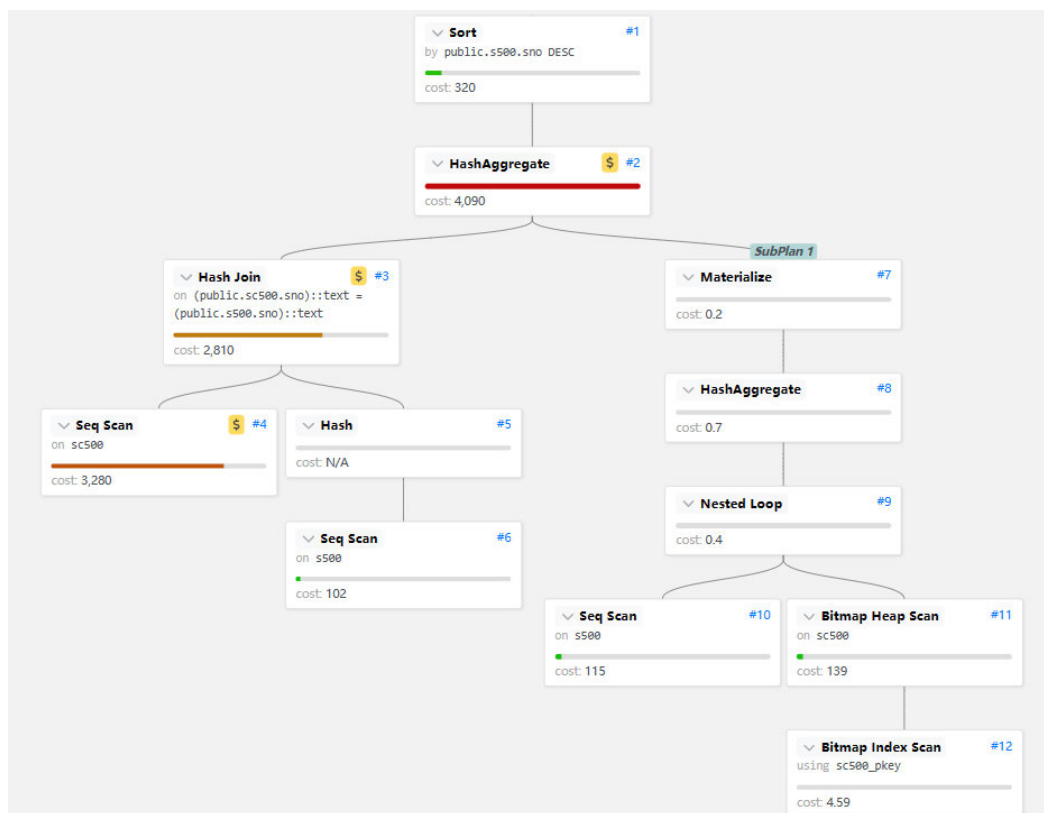 Sort #1
by public.s500.sno DESC
cost: 320
HashAggregate $ #2
cost: 4,090
SubPlan 1
Hash Join $ #3
on (public.sc500.sno)::text =
(public.s500.sno)::text
cost: 2,810
Materialize #7
cost: 0.2
HashAggregate #8
cost: 0.7
Seq Scan $ #4
on sc500
cost: 3,280
Hash #5
cost: N/A
Nested Loop #9
cost: 0.4
Seq Scan #6
on s500
cost: 102
Seq Scan #10
on s500
cost: 115
Bitmap Heap Scan #11
on sc500
cost: 139
Bitmap Index Scan #12
using sc500_pkey
cost: 4.59